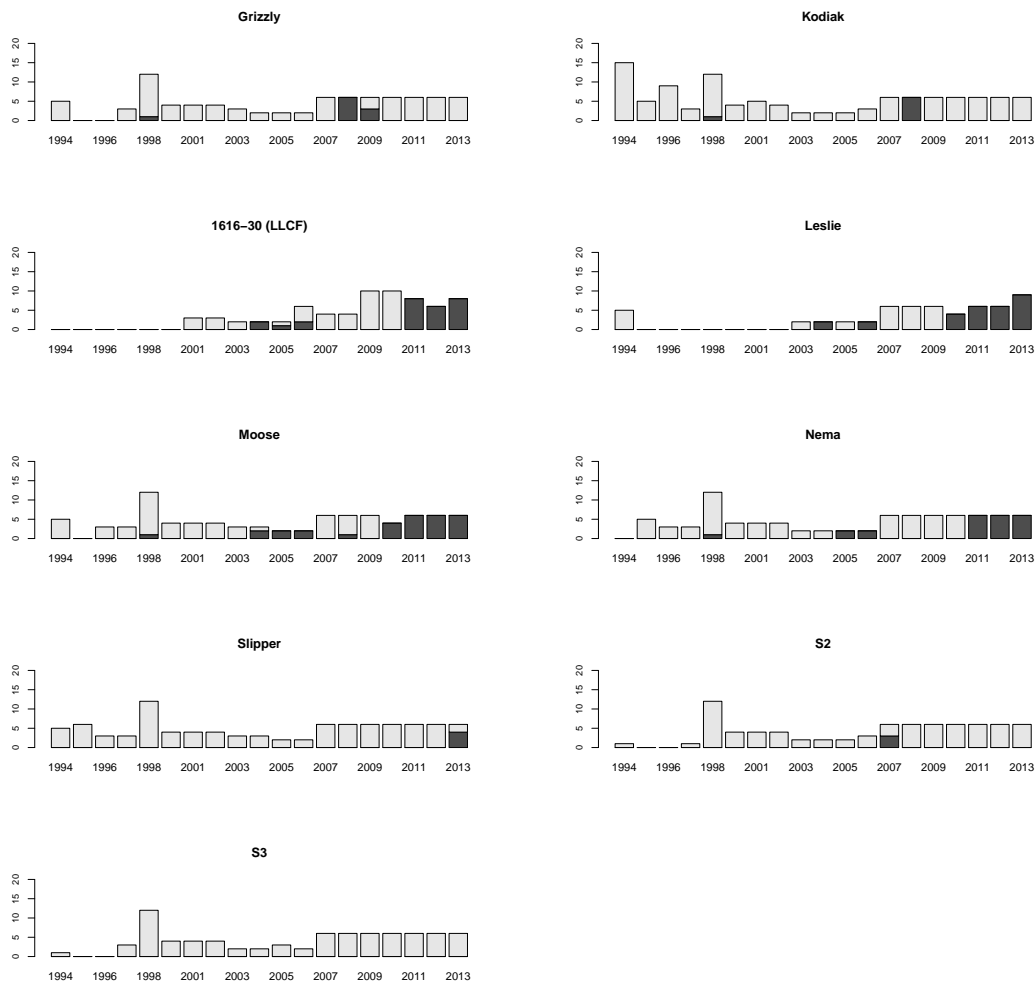 Grizzly
0 5 10 15 20
1994 1996 1998 2001 2003 2005 2007 2009 2011 2013
Kodiak
0 5 10 15 20
1994 1996 1998 2001 2003 2005 2007 2009 2011 2013
1616−30 (LLCF)
0 5 10 15 20
1994 1996 1998 2001 2003 2005 2007 2009 2011 2013
Leslie
0 5 10 15 20
1994 1996 1998 2001 2003 2005 2007 2009 2011 2013
Moose
0 5 10 15 20
1994 1996 1998 2001 2003 2005 2007 2009 2011 2013
Nema
0 5 10 15 20
1994 1996 1998 2001 2003 2005 2007 2009 2011 2013
Slipper
0 5 10 15 20
1994 1996 1998 2001 2003 2005 2007 2009 2011 2013
S2
0 5 10 15 20
1994 1996 1998 2001 2003 2005 2007 2009 2011 2013
S3
0 5 10 15 20
1994 1996 1998 2001 2003 2005 2007 2009 2011 2013